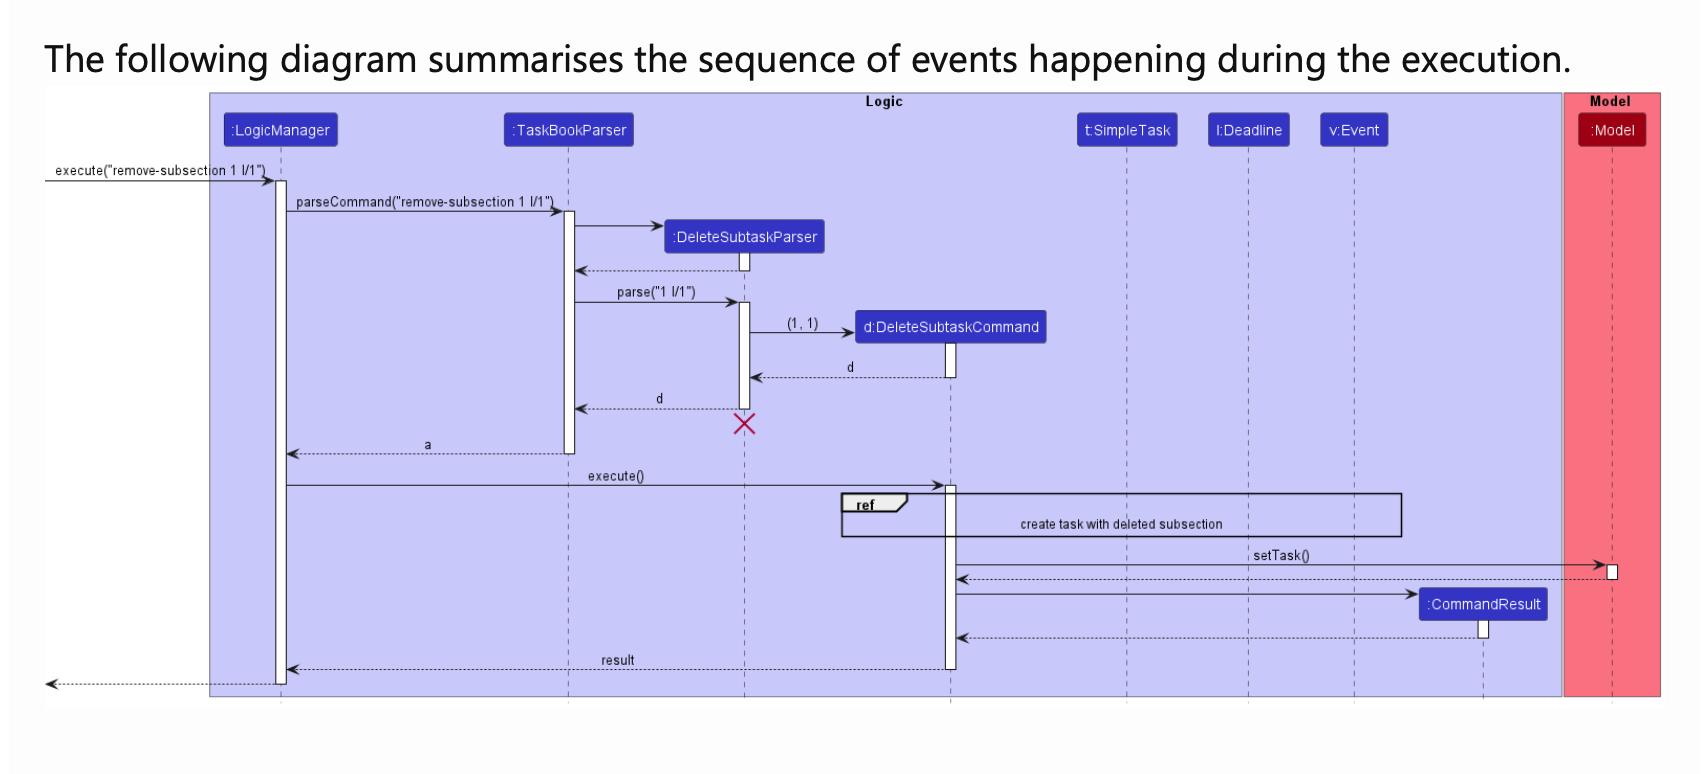 The following diagram summarises the sequence of events happening during the execution.
Logic
Model
:LogicManager
:TaskBookParser
t:SimpleTask
l:Deadline
v:Event
:Model
execute("remove-subsection 1 I/1")
parseCommand("remove-subsection 1 I/1")
:DeleteSubtaskParser
parse("1 I/1")
(1, 1)
d:DeleteSubtaskCommand
d
d
a
execute()
ref
create task with deleted subsection
setTask()
:CommandResult
result